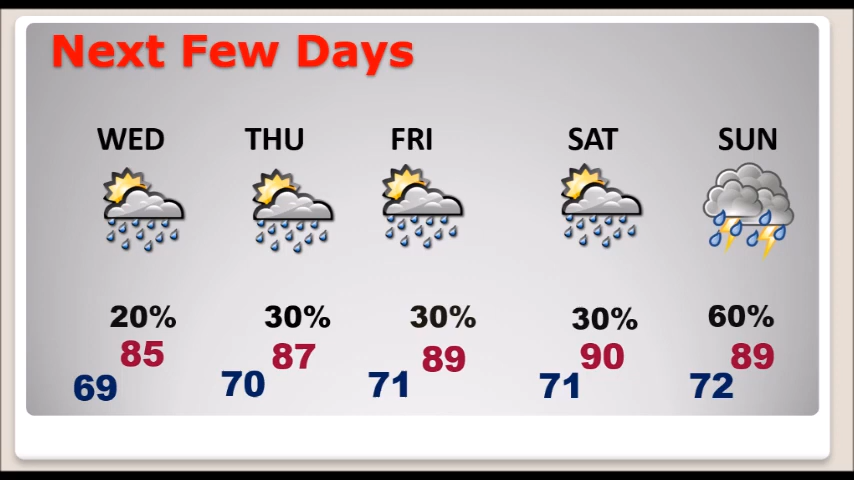 Next Few Days
WED THU FRI SAT SUN
20% 30% 30% 30% 60%
85 87 89 90 89
69 70 71 71 72